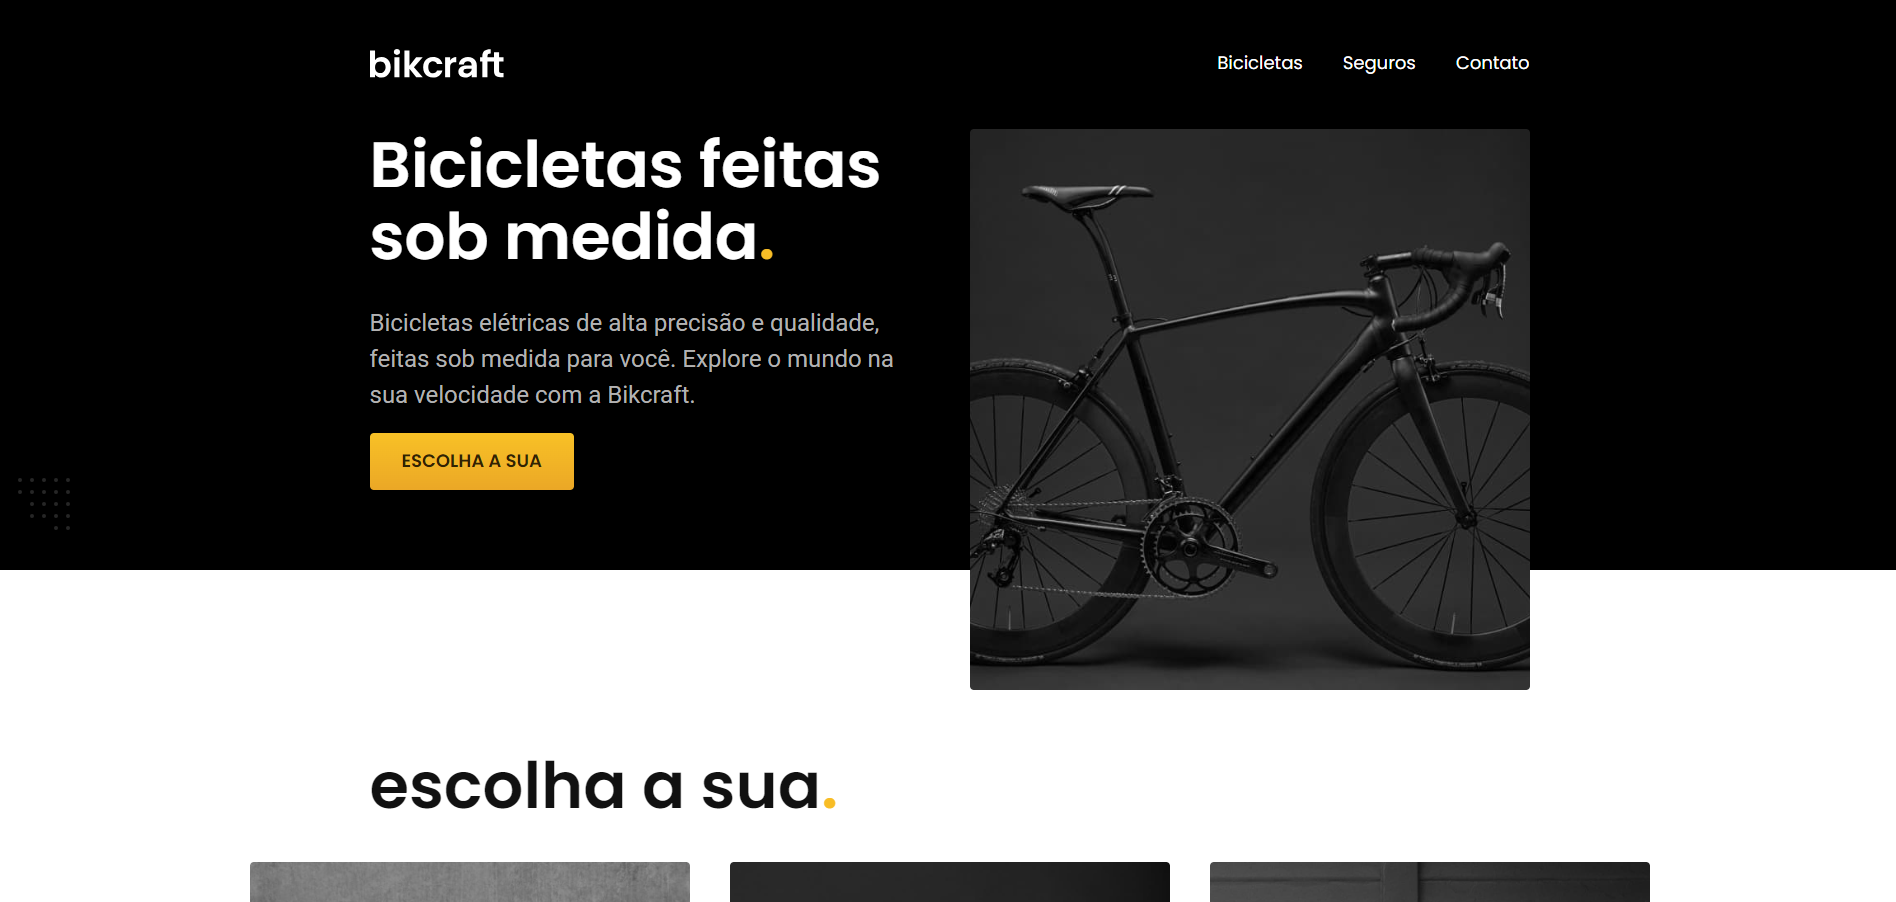 bikcraft
Bicicletas Seguros Contato
Bicicletas feitas
sob medida.
Bicicletas elétricas de alta precisão e qualidade,
feitas sob medida para você. Explore o mundo na
sua velocidade com a Bikcraft.
ESCOLHA A SUA
escolha a sua.